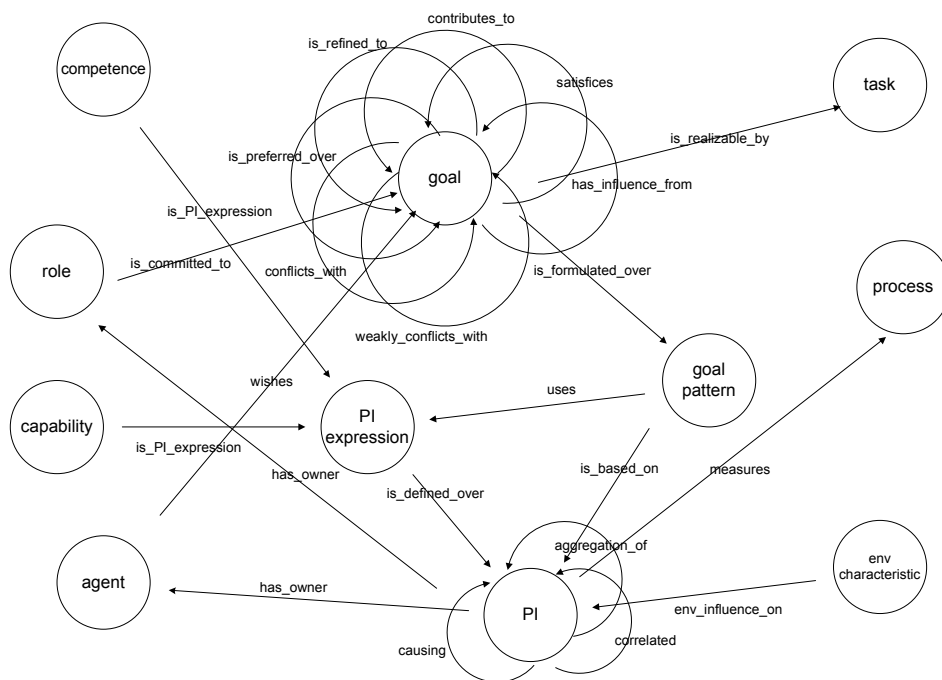 contributes_to
is_refined_to
competence
satisfices
task
is_realizable_by
is_preferred_over
goal
has_influence_from
is_PI_expression
role
is_committed_to
conflicts_with
is_formulated_over
process
weakly_conflicts_with
goal
pattern
wishes
uses
capability
PI
expression
is_PI_expression
has_owner
is_based_on
measures
is_defined_over
aggregation_of
env
characteristic
agent
has_owner
PI
env_influence_on
causing
correlated